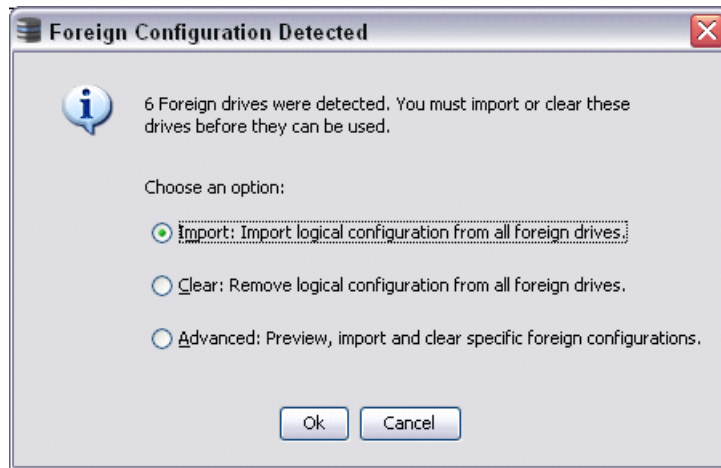 Foreign Configuration Detected
6 Foreign drives were detected. You must import or clear these
drives before they can be used.
Choose an option:
Import: Import logical configuration from all foreign drives.
Clear: Remove logical configuration from all foreign drives.
Advanced: Preview, import and clear specific foreign configurations.
Ok
Cancel